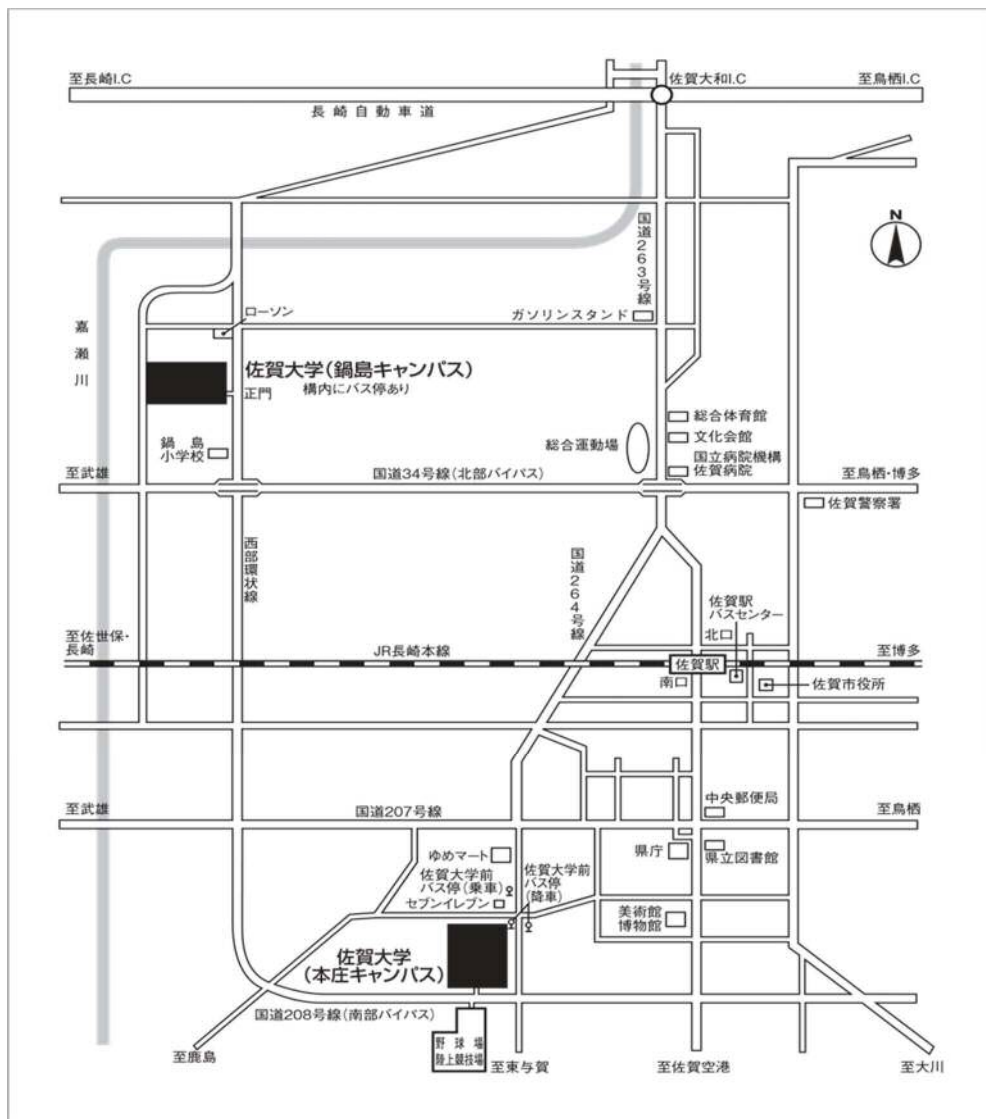 至長崎I.C
佐賀大和I.C
至鳥栖I.C
長崎自動車道
N
国道263号線
ローソン
ガソリンスタンド
嘉瀬川
佐賀大学(鍋島キャンパス)
正門
構内にバス停あり
総合体育館
文化会館
総合運動場
鍋島
小学校
国立病院機構
佐賀病院
至武雄
国道34号線(北部バイパス)
至鳥栖・博多
佐賀警察署
西部環状線
国道264号線
佐賀駅
バスセンター
北口
至佐世保・
長崎
JR長崎本線
佐賀駅
至博多
南口
佐賀市役所
中央郵便局
至武雄
国道207号線
至鳥栖
ゆめマート
県庁
県立図書館
佐賀大学前
バス停(乗車)
佐賀大学前
バス停
(降車)
セブンイレブン
美術館
博物館
佐賀大学
(本庄キャンパス)
国道208号線(南部バイパス)
野球場
陸上競技場
至鹿島
至東与賀
至佐賀空港
至大川